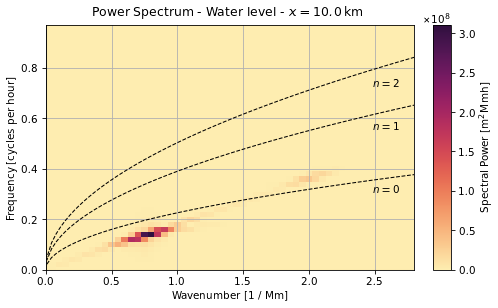 Power Spectrum - Water level - x = 10.0 km
×10⁸
Frequency [cycles per hour]
0.8
0.6
0.4
0.2
0.0
n = 2
n = 1
n = 0
0.0 0.5 1.0 1.5 2.0 2.5
Wavenumber [1 / Mm]
3.0
2.5
2.0
1.5
1.0
0.5
0.0
Spectral Power [m² Mmh]